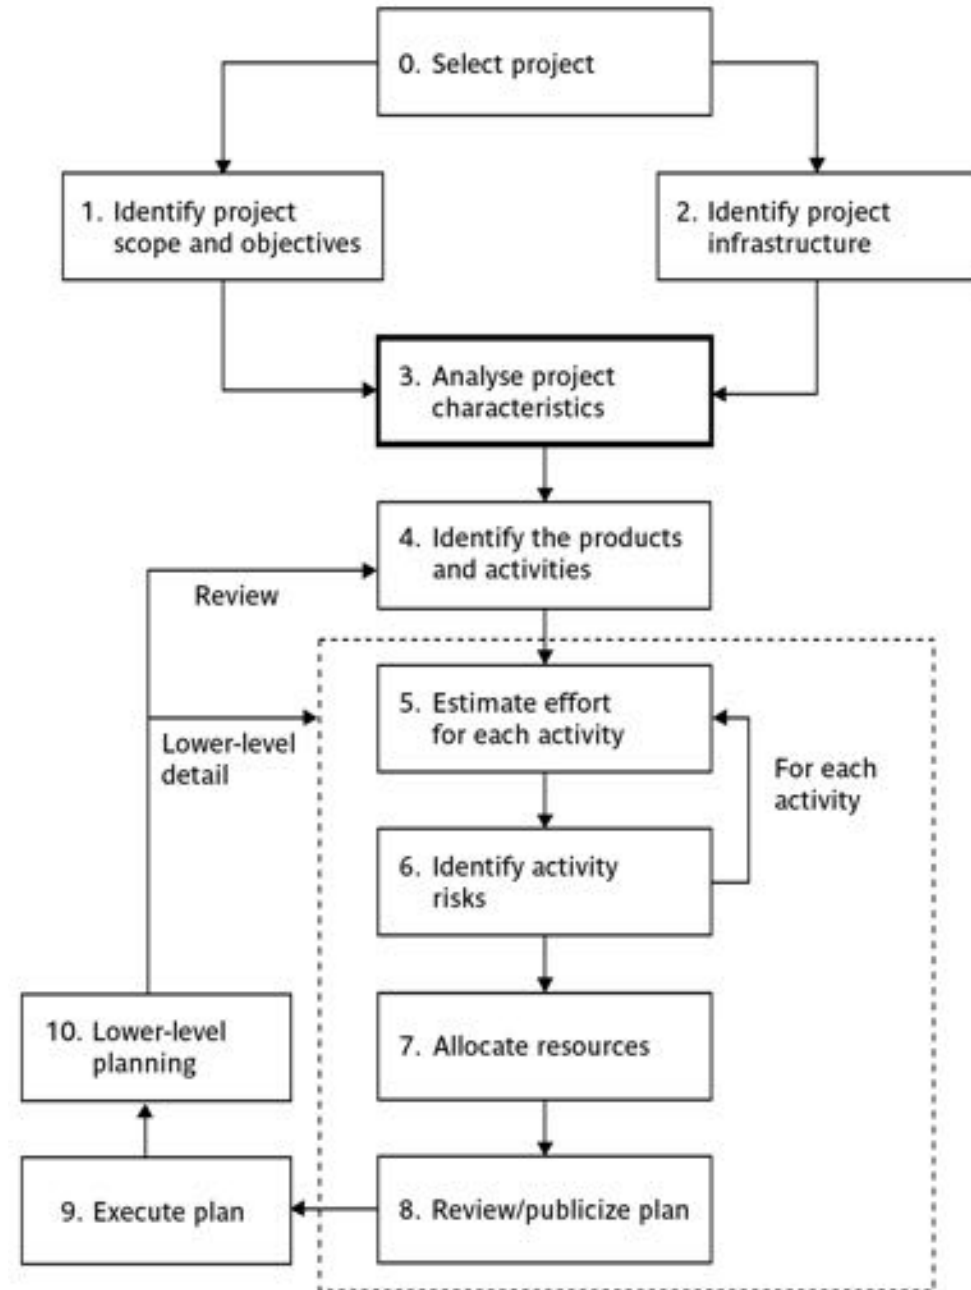 0. Select project
1. Identify project
scope and objectives
2. Identify project
infrastructure
3. Analyse project
characteristics
4. Identify the products
and activities
Review
5. Estimate effort
for each activity
Lower-level
detail
For each
activity
6. Identify activity
risks
10. Lower-level
planning
7. Allocate resources
9. Execute plan
8. Review/publicize plan